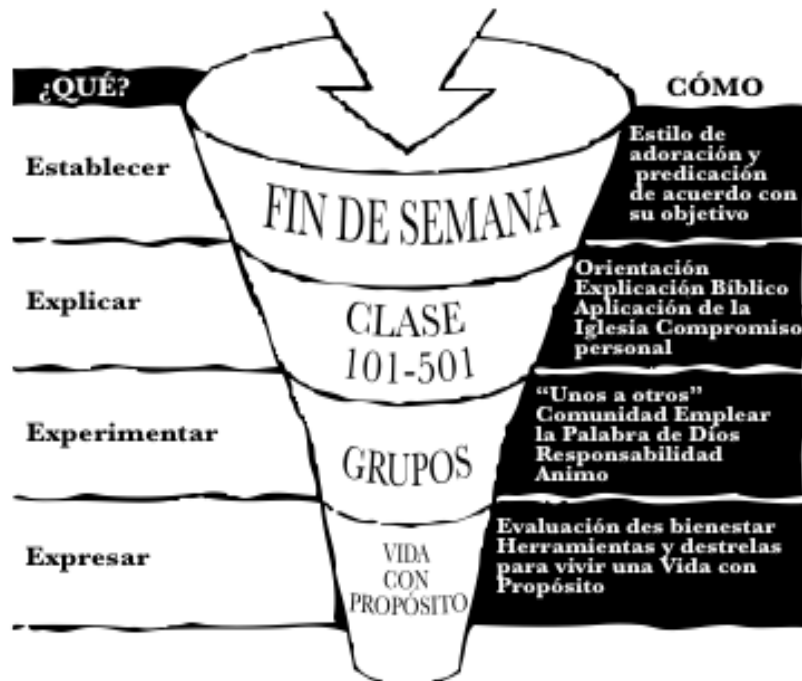 ¿QUÉ?
CÓMO
Establecer
FIN DE SEMANA
Estilo de
adoración y
predicación
de acuerdo con
su objetivo
Explicar
CLASE
101-501
Orientación
Explicación Bíblico
Aplicación de la
Iglesia Compromiso
personal
Experimentar
GRUPOS
“Unos a otros”
Comunidad Emplear
la Palabra de Dios
Responsabilidad
Animo
Expresar
VIDA
CON
PROPÓSITO
Evaluación des bienestar
Herramientas y destrelas
para vivir una Vida con
Propósito